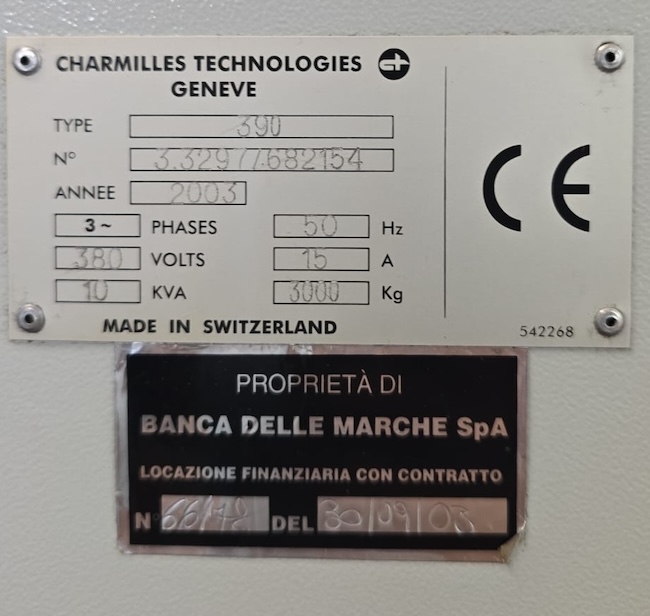 CHARMILLES TECHNOLOGIES
GENEVE
TYPE 390
N° 3.32977.682154
ANNEE 2003
3~ PHASES 50 Hz
380 VOLTS 15 A
10 KVA 3000 Kg
MADE IN SWITZERLAND
CE
542268
PROPRIETÀ DI
BANCA DELLE MARCHE SpA
LOCAZIONE FINANZIARIA CON CONTRATTO
N° DEL 30/09/03